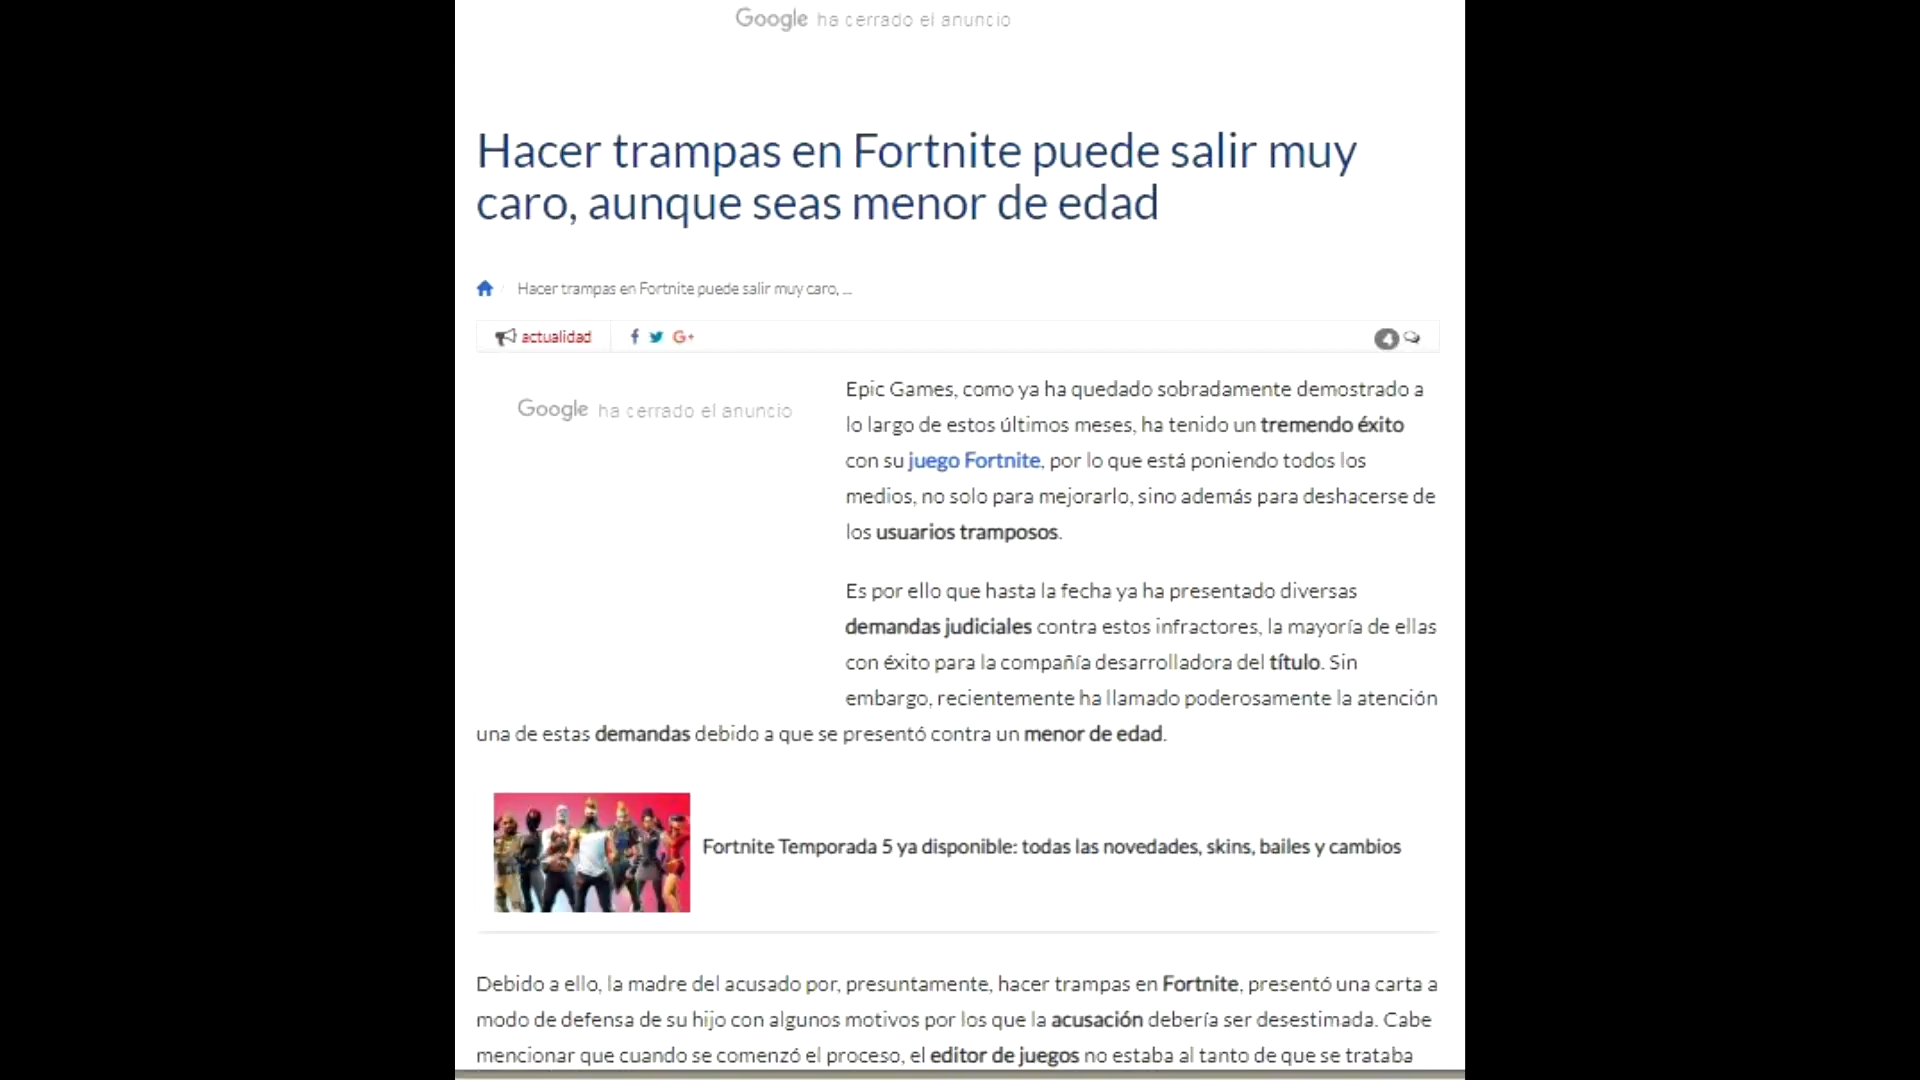 Google ha cerrado el anuncio
Hacer trampas en Fortnite puede salir muy
caro, aunque seas menor de edad
Hacer trampas en Fortnite puede salir muy caro, ...
actualidad
4
Google ha cerrado el anuncio
Epic Games, como ya ha quedado sobradamente demostrado a
lo largo de estos últimos meses, ha tenido un tremendo éxito
con su juego Fortnite, por lo que está poniendo todos los
medios, no solo para mejorarlo, sino además para deshacerse de
los usuarios tramposos.
Es por ello que hasta la fecha ya ha presentado diversas
demandas judiciales contra estos infractores, la mayoría de ellas
con éxito para la compañía desarrolladora del título. Sin
embargo, recientemente ha llamado poderosamente la atención
una de estas demandas debido a que se presentó contra un menor de edad.
Fortnite Temporada 5 ya disponible: todas las novedades, skins, bailes y cambios
Debido a ello, la madre del acusado por, presuntamente, hacer trampas en Fortnite, presentó una carta a
modo de defensa de su hijo con algunos motivos por los que la acusación debería ser desestimada. Cabe
mencionar que cuando se comenzó el proceso, el editor de juegos no estaba al tanto de que se trataba